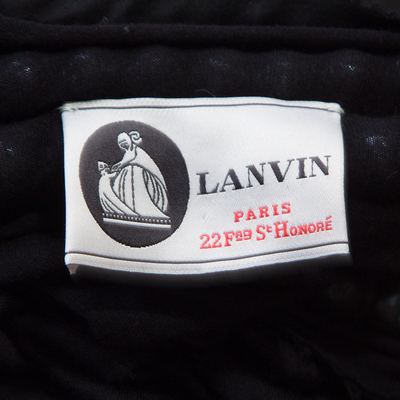 LANVIN
PARIS
22 Fbg St Honoré